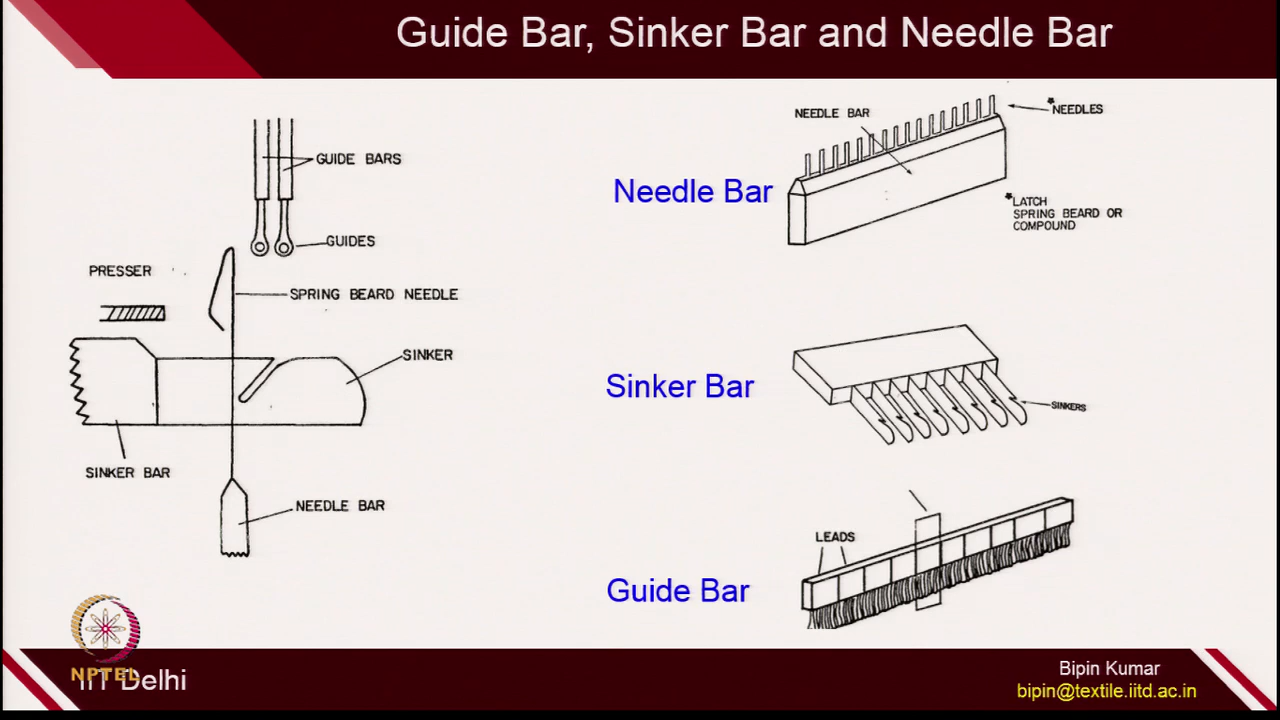 Guide Bar, Sinker Bar and Needle Bar
GUIDE BARS
GUIDES
PRESSER
SPRING BEARD NEEDLE
SINKER
SINKER BAR
NEEDLE BAR
NEEDLE BAR
*NEEDLES
Needle Bar
*LATCH
SPRING BEARD OR
COMPOUND
Sinker Bar
SINKERS
LEADS
Guide Bar
NPTEL
IIT Delhi
Bipin Kumar
bipin@textile.iitd.ac.in